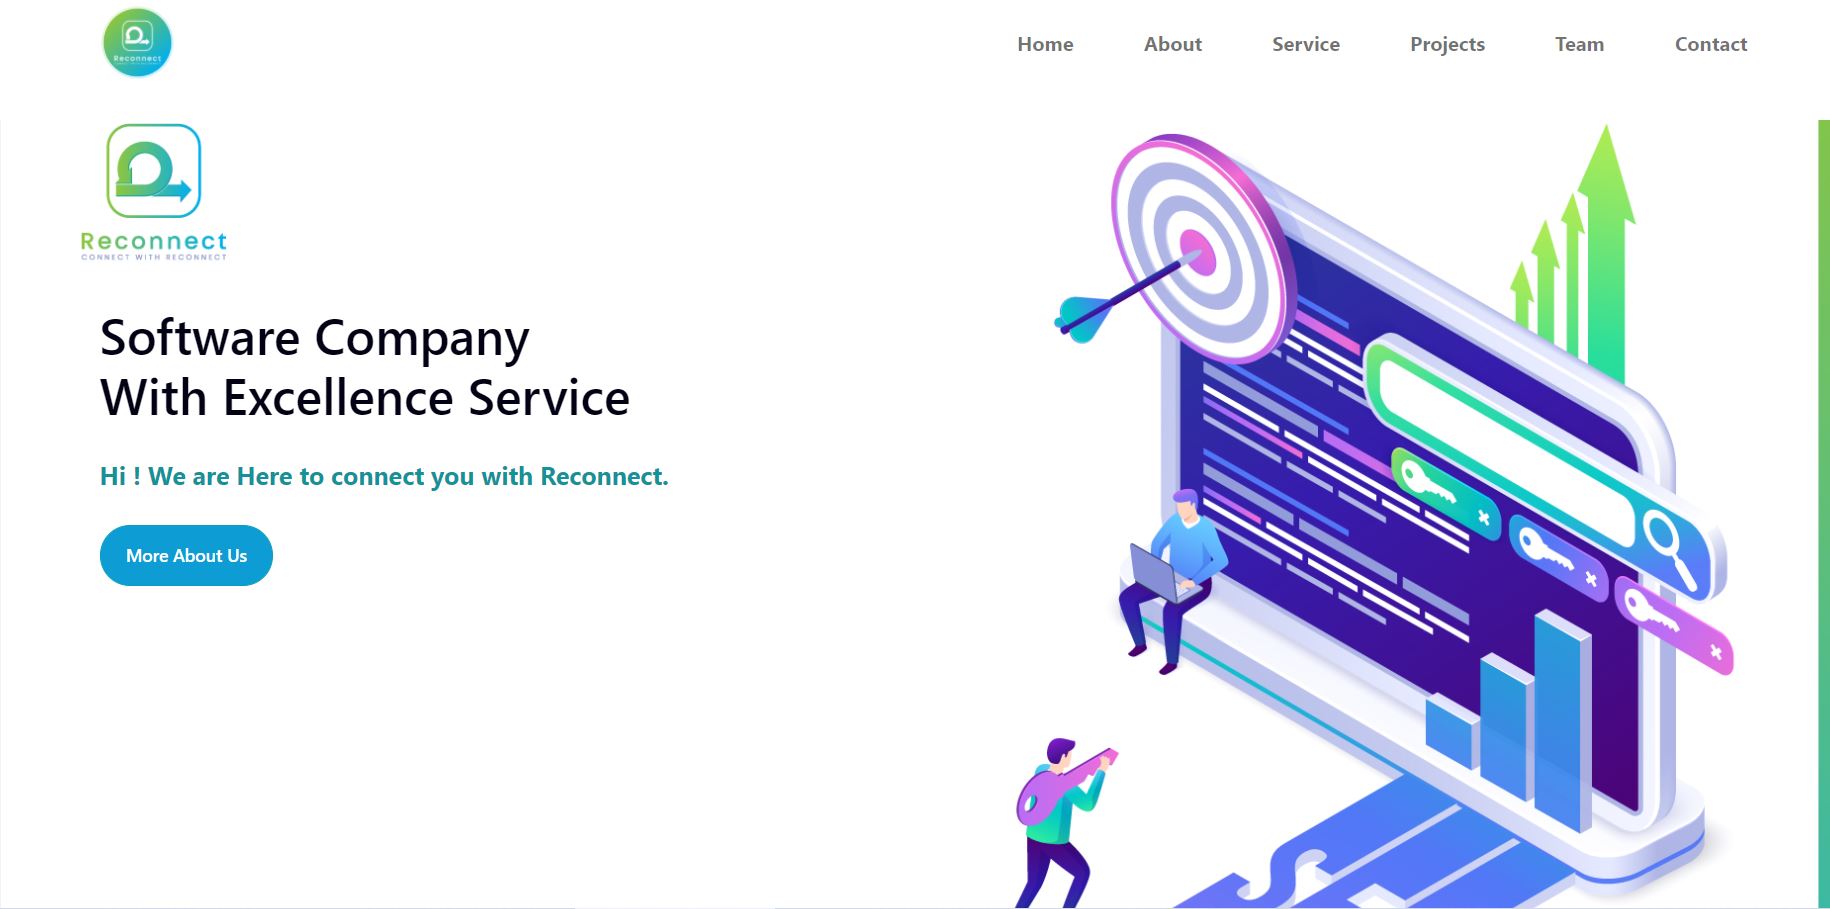 Reconnect
Home
About
Service
Projects
Team
Contact
Reconnect
CONNECT WITH RECONNECT
Software Company
With Excellence Service
Hi ! We are Here to connect you with Reconnect.
More About Us